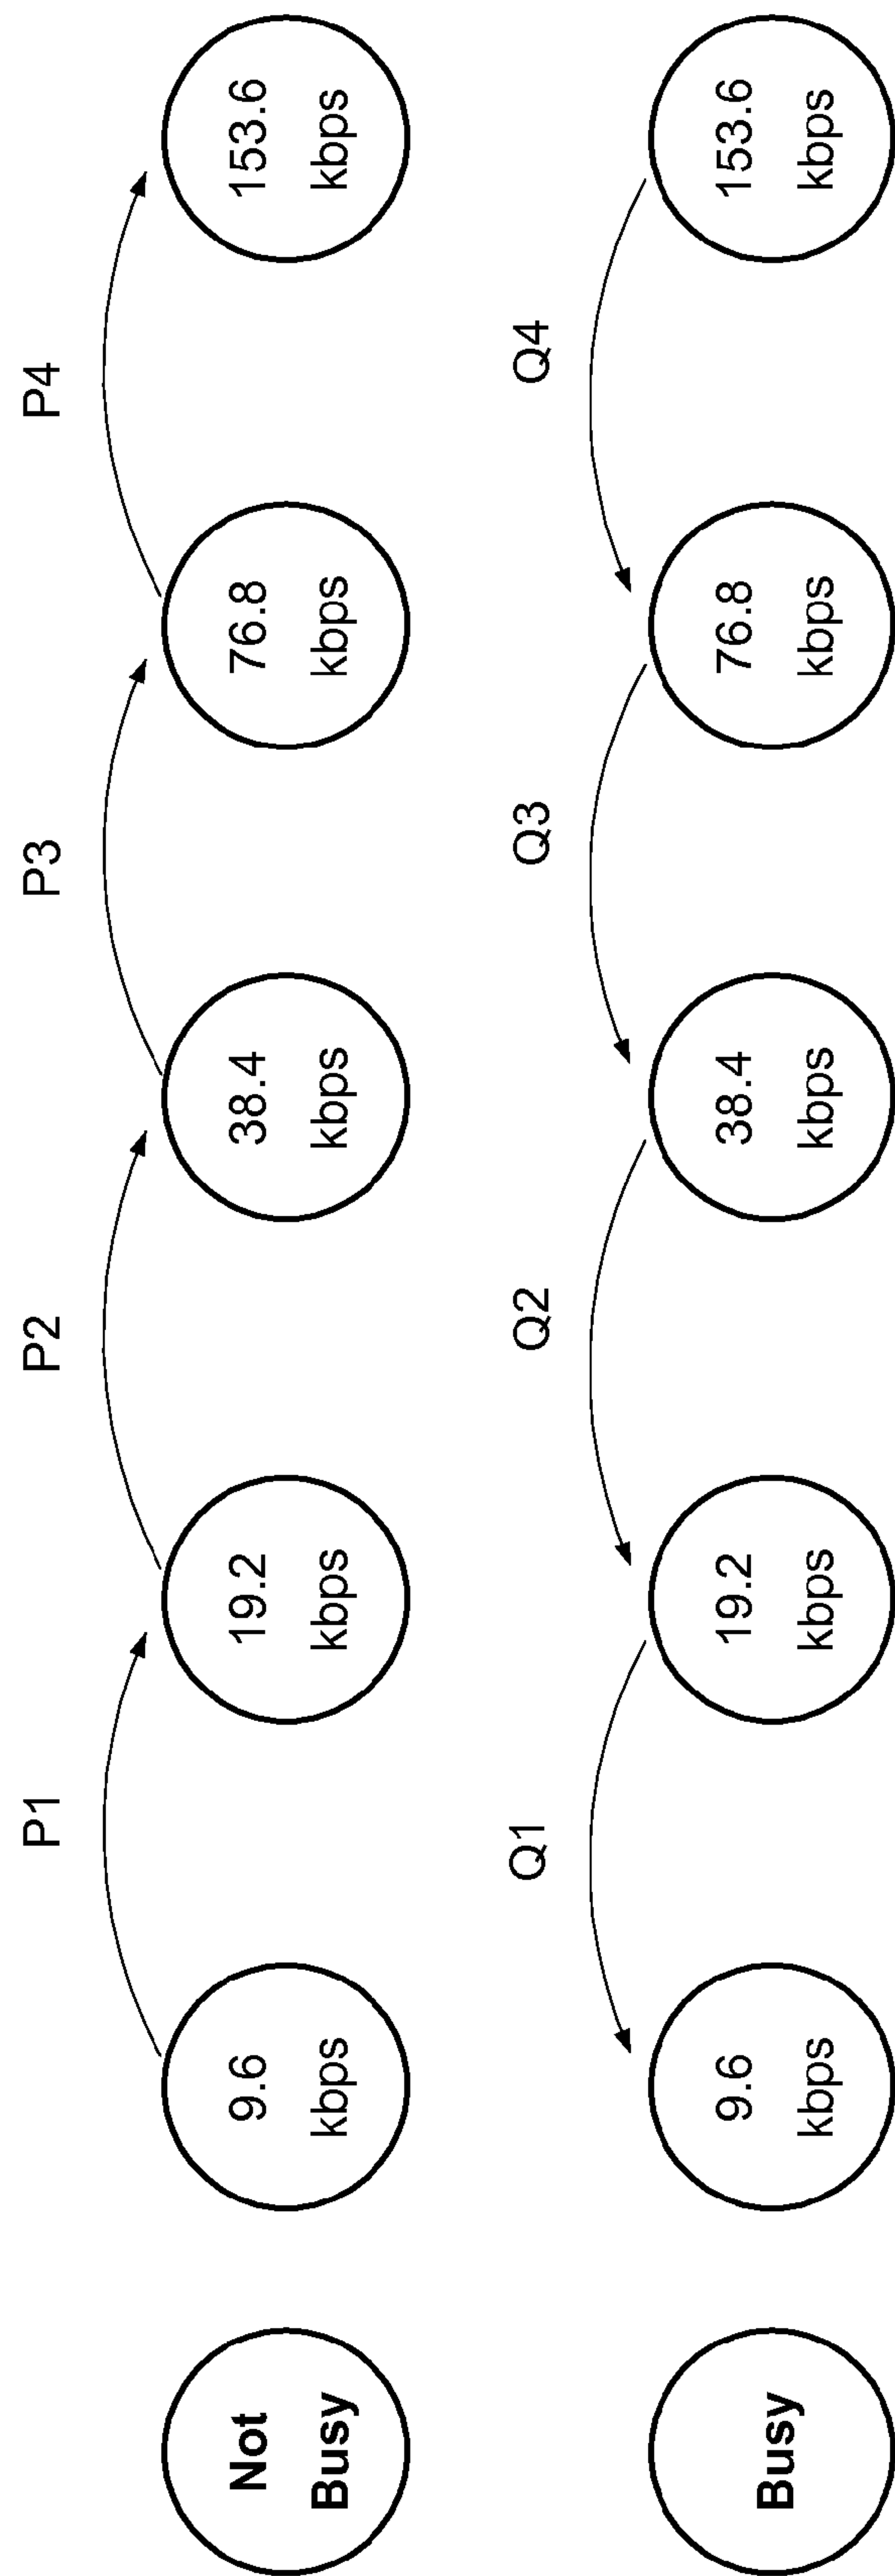 P1
P2
P3
P4
Not
Busy
9.6
kbps
19.2
kbps
38.4
kbps
76.8
kbps
153.6
kbps
Q1
Q2
Q3
Q4
Busy
9.6
kbps
19.2
kbps
38.4
kbps
76.8
kbps
153.6
kbps